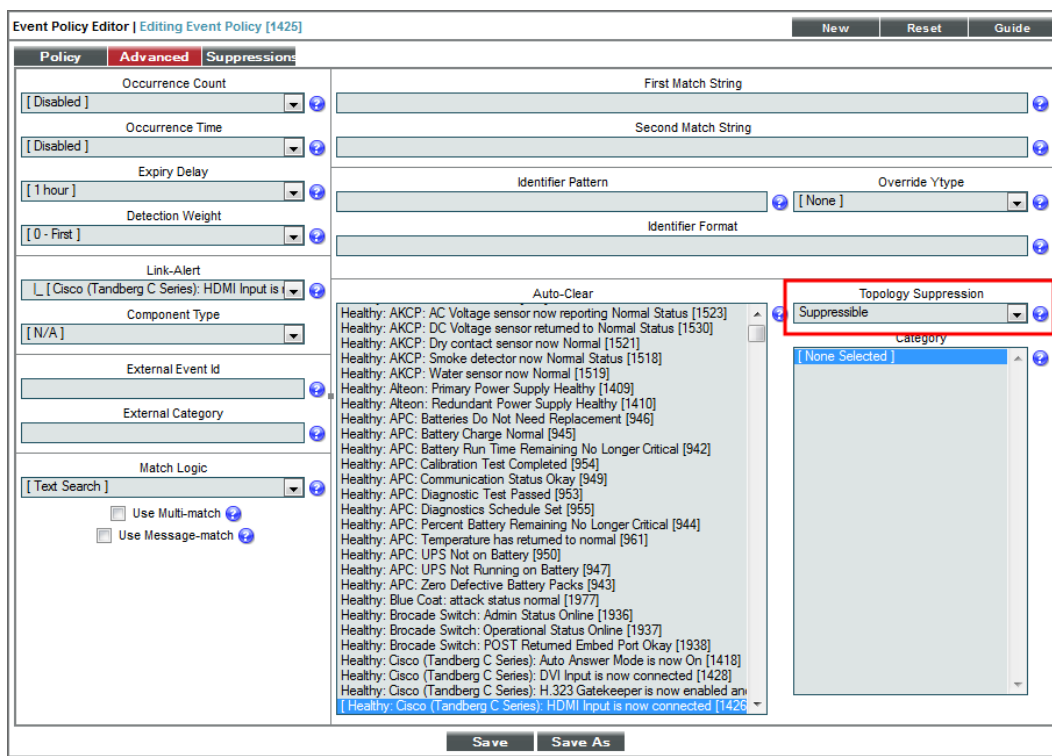 Event Policy Editor | Editing Event Policy [1425]
New
Reset
Guide
Policy
Advanced
Suppressions
Occurrence Count
[ Disabled ]
Occurrence Time
[ Disabled ]
Expiry Delay
[ 1 hour ]
Detection Weight
[ 0 - First ]
Link-Alert
|_ [ Cisco (Tandberg C Series): HDMI Input is
Component Type
[ N/A ]
External Event Id
External Category
Match Logic
[ Text Search ]
Use Multi-match
Use Message-match
First Match String
Second Match String
Identifier Pattern
Override Ytype
[ None ]
Identifier Format
Auto-Clear
Healthy: AKCP: AC Voltage sensor now reporting Normal Status [1523]
Healthy: AKCP: DC Voltage sensor returned to Normal Status [1530]
Healthy: AKCP: Dry contact sensor now Normal [1521]
Healthy: AKCP: Smoke detector now Normal Status [1518]
Healthy: AKCP: Water sensor now Normal [1519]
Healthy: Alteon: Primary Power Supply Healthy [1409]
Healthy: Alteon: Redundant Power Supply Healthy [1410]
Healthy: APC: Batteries Do Not Need Replacement [946]
Healthy: APC: Battery Charge Normal [945]
Healthy: APC: Battery Run Time Remaining No Longer Critical [942]
Healthy: APC: Calibration Test Completed [954]
Healthy: APC: Communication Status Okay [949]
Healthy: APC: Diagnostic Test Passed [953]
Healthy: APC: Diagnostics Schedule Set [955]
Healthy: APC: Percent Battery Remaining No Longer Critical [944]
Healthy: APC: Temperature has returned to normal [961]
Healthy: APC: UPS Not on Battery [950]
Healthy: APC: UPS Not Running on Battery [947]
Healthy: APC: Zero Defective Battery Packs [943]
Healthy: Blue Coat: attack status normal [1977]
Healthy: Brocade Switch: Admin Status Online [1936]
Healthy: Brocade Switch: Operational Status Online [1937]
Healthy: Brocade Switch: POST Returned Embed Port Okay [1938]
Healthy: Cisco (Tandberg C Series): Auto Answer Mode is now On [1418]
Healthy: Cisco (Tandberg C Series): DVI Input is now connected [1428]
Healthy: Cisco (Tandberg C Series): H.323 Gatekeeper is now enabled an
[ Healthy: Cisco (Tandberg C Series): HDMI Input is now connected [1426
Topology Suppression
Suppressible
Category
[ None Selected ]
Save
Save As